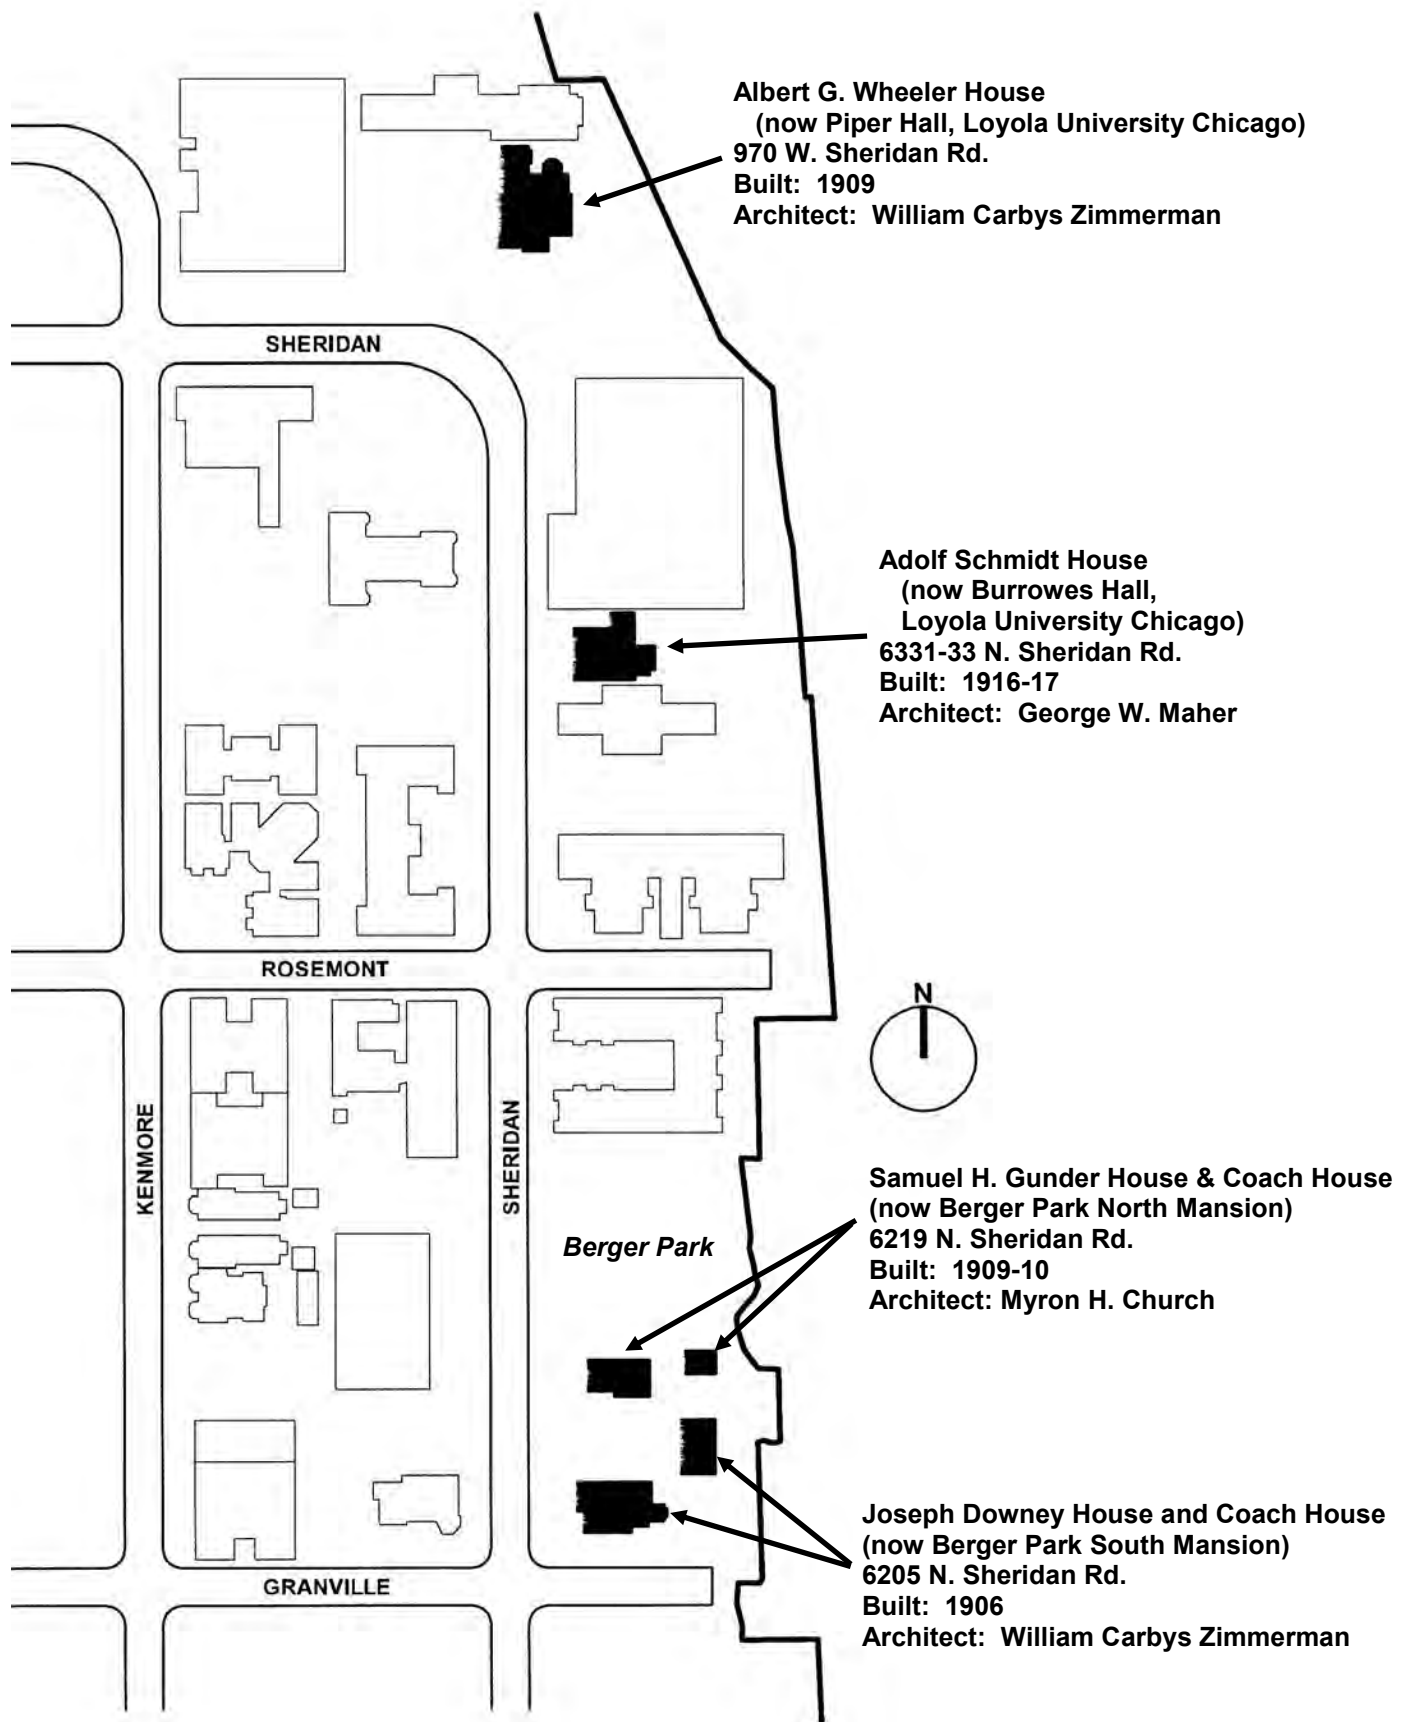 Albert G. Wheeler House
(now Piper Hall, Loyola University Chicago)
970 W. Sheridan Rd.
Built: 1909
Architect: William Carbys Zimmerman
SHERIDAN
Adolf Schmidt House
(now Burrowes Hall,
Loyola University Chicago)
6331-33 N. Sheridan Rd.
Built: 1916-17
Architect: George W. Maher
ROSEMONT
N
KENMORE
SHERIDAN
Berger Park
Samuel H. Gunder House & Coach House
(now Berger Park North Mansion)
6219 N. Sheridan Rd.
Built: 1909-10
Architect: Myron H. Church
Joseph Downey House and Coach House
(now Berger Park South Mansion)
6205 N. Sheridan Rd.
Built: 1906
Architect: William Carbys Zimmerman
GRANVILLE